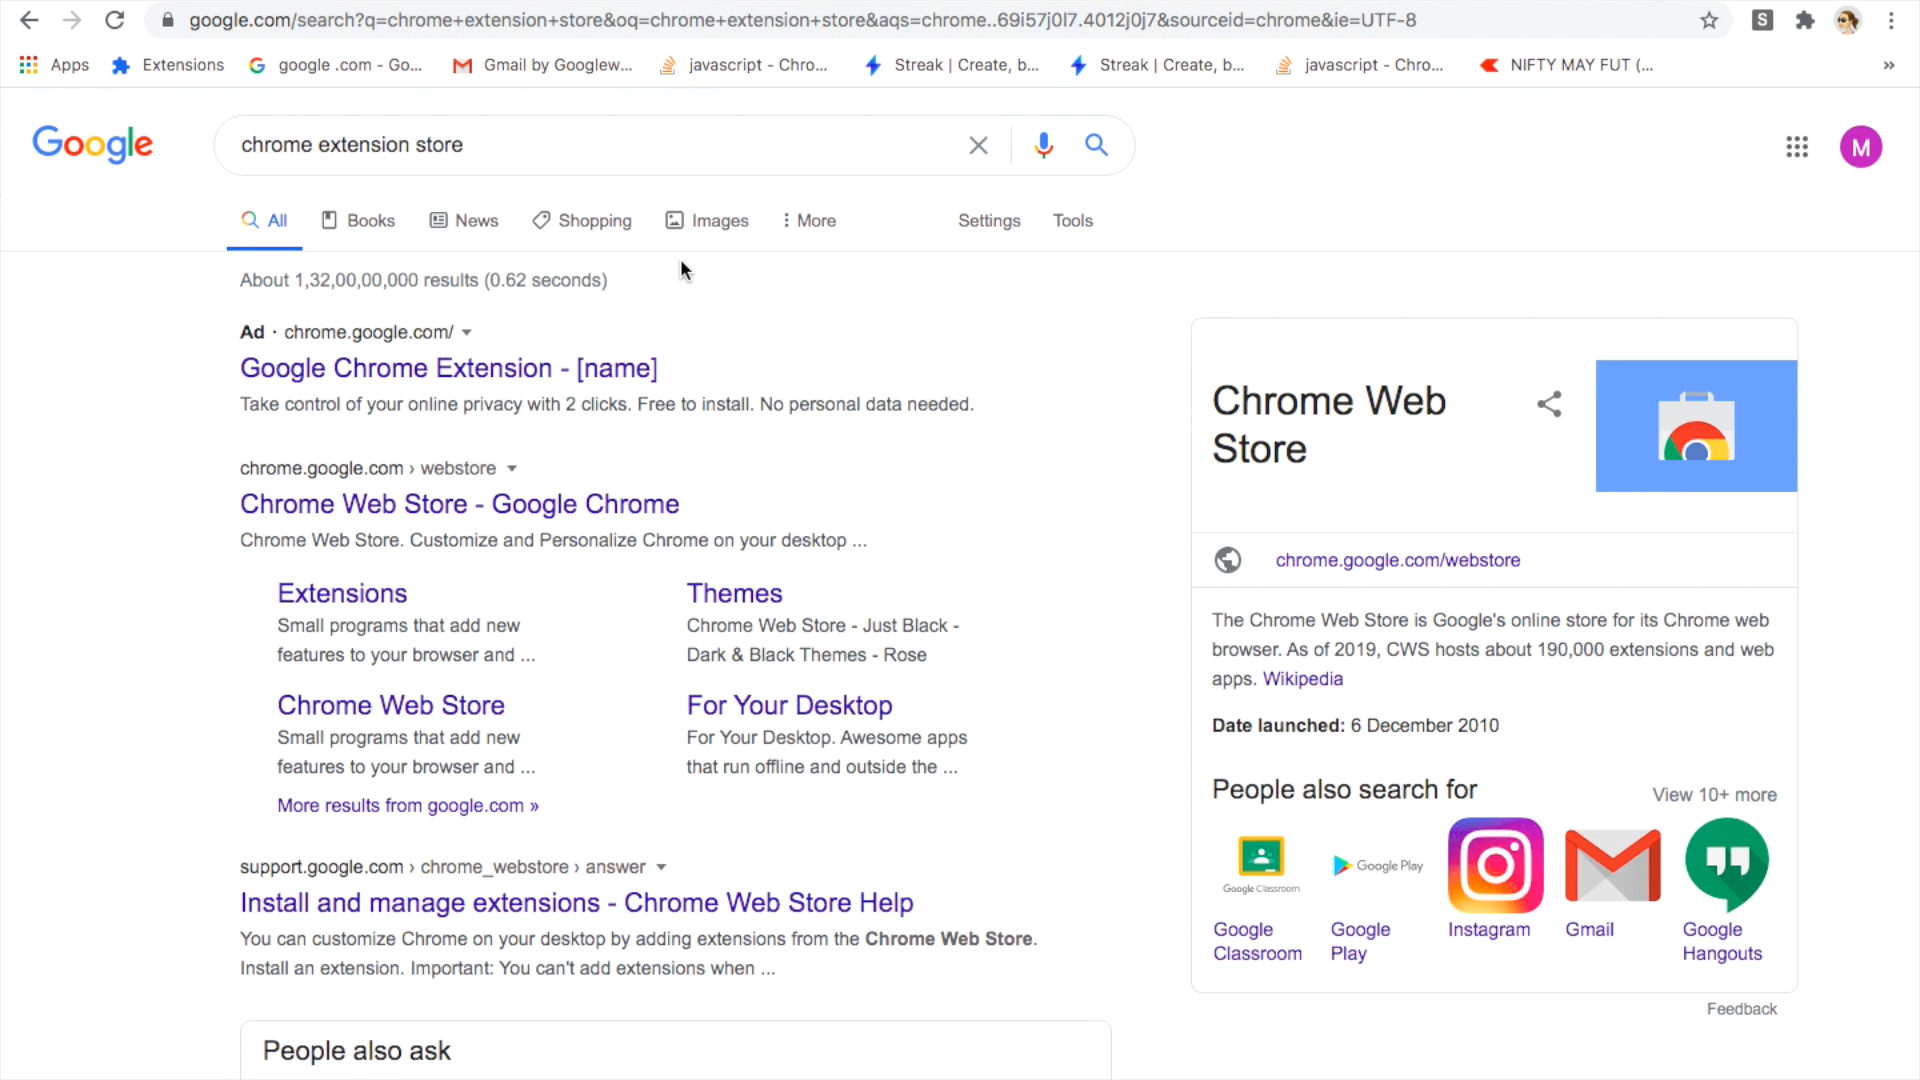 google.com/search?q=chrome+extension+store&oq=chrome+extension+store&aqs=chrome..69i57j0l7.4012j0j7&sourceid=chrome&ie=UTF-8
S
Apps Extensions google .com - Go... Gmail by Googlew... javascript - Chro... Streak | Create, b... Streak | Create, b... javascript - Chro... NIFTY MAY FUT (... »
Google chrome extension store M
All Books News Shopping Images More Settings Tools
About 1,32,00,00,000 results (0.62 seconds)
Ad · chrome.google.com/
Google Chrome Extension - [name]
Take control of your online privacy with 2 clicks. Free to install. No personal data needed.
chrome.google.com › webstore
Chrome Web Store - Google Chrome
Chrome Web Store. Customize and Personalize Chrome on your desktop ...
Extensions
Small programs that add new
features to your browser and ...
Themes
Chrome Web Store - Just Black -
Dark & Black Themes - Rose
Chrome Web Store
Small programs that add new
features to your browser and ...
For Your Desktop
For Your Desktop. Awesome apps
that run offline and outside the ...
More results from google.com »
support.google.com › chrome_webstore › answer
Install and manage extensions - Chrome Web Store Help
You can customize Chrome on your desktop by adding extensions from the Chrome Web Store.
Install an extension. Important: You can't add extensions when ...
People also ask
Chrome Web
Store
chrome.google.com/webstore
The Chrome Web Store is Google's online store for its Chrome web
browser. As of 2019, CWS hosts about 190,000 extensions and web
apps. Wikipedia
Date launched: 6 December 2010
People also search for
View 10+ more
Google Classroom
Google Play
Google
Classroom
Google
Play
Instagram
Gmail
Google
Hangouts
Feedback